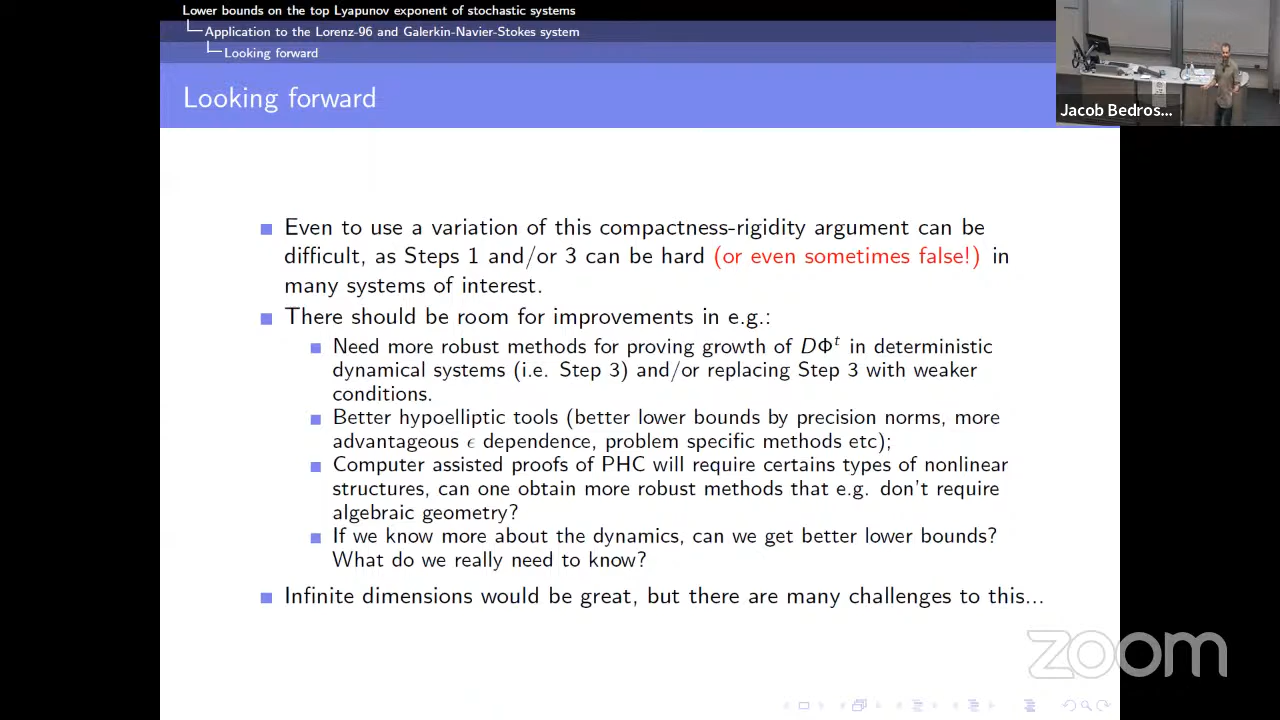 Lower bounds on the top Lyapunov exponent of stochastic systems
Application to the Lorenz-96 and Galerkin-Navier-Stokes system
Looking forward
Looking forward
Jacob Bedros...
Even to use a variation of this compactness-rigidity argument can be
difficult, as Steps 1 and/or 3 can be hard (or even sometimes false!) in
many systems of interest.
There should be room for improvements in e.g.:
Need more robust methods for proving growth of DΦᵗ in deterministic
dynamical systems (i.e. Step 3) and/or replacing Step 3 with weaker
conditions.
Better hypoelliptic tools (better lower bounds by precision norms, more
advantageous ϵ dependence, problem specific methods etc);
Computer assisted proofs of PHC will require certains types of nonlinear
structures, can one obtain more robust methods that e.g. don't require
algebraic geometry?
If we know more about the dynamics, can we get better lower bounds?
What do we really need to know?
Infinite dimensions would be great, but there are many challenges to this...
zoom